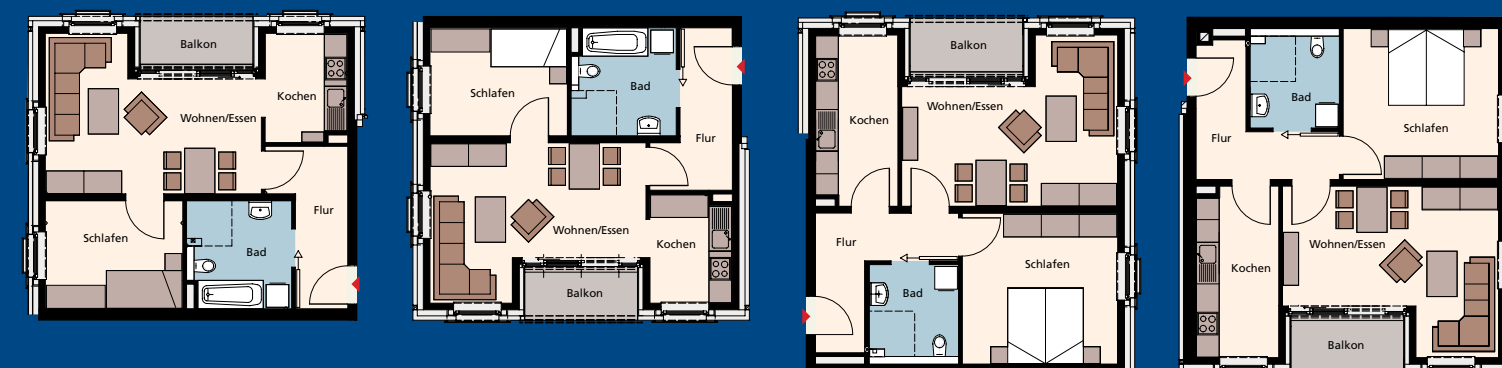 Balkon
Kochen
Wohnen/Essen
Flur
Schlafen
Bad
Schlafen
Bad
Flur
Wohnen/Essen
Kochen
Balkon
Balkon
Wohnen/Essen
Kochen
Flur
Schlafen
Bad
Bad
Schlafen
Flur
Wohnen/Essen
Kochen
Balkon